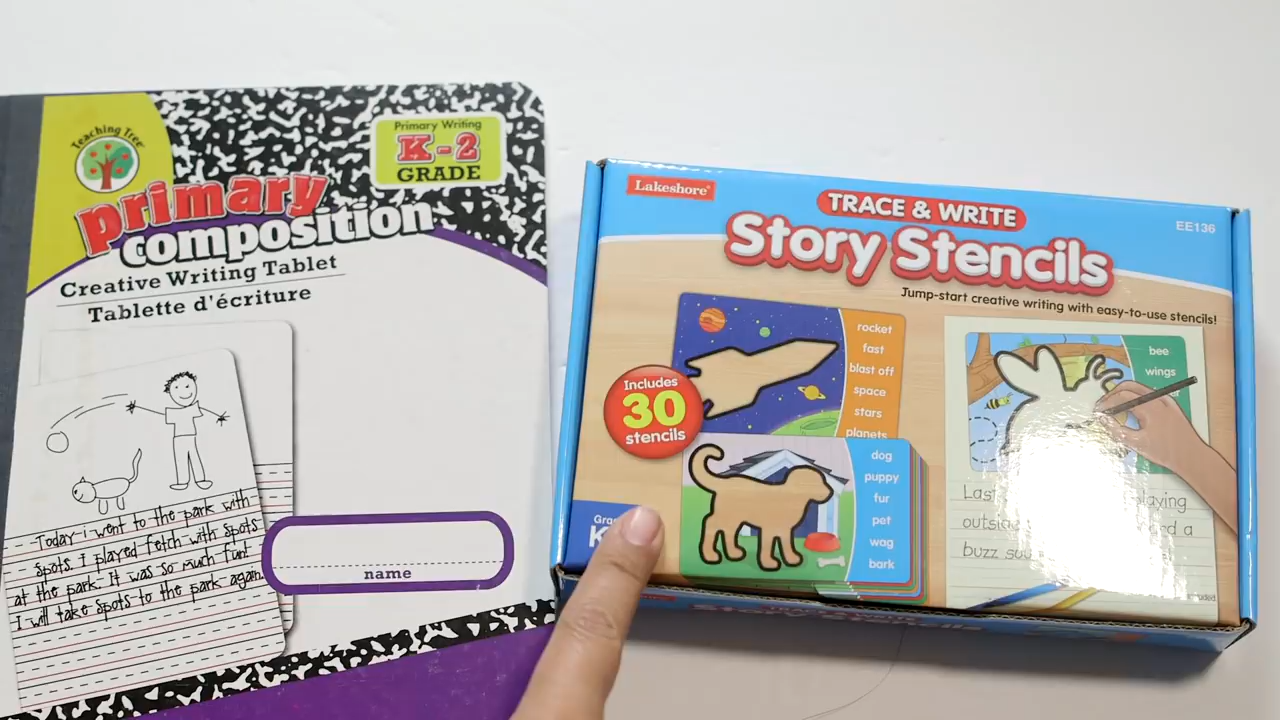 Teaching Tree
Primary Writing
K-2
GRADE
primary
composition
Creative Writing Tablet
Tablette d'écriture
Today i went to the park with
Spots. I played fetch with Spots
at the park. It was so much fun!
I will take Spots to the park again.
name
Lakeshore
TRACE & WRITE
EE136
Story Stencils
Jump-start creative writing with easy-to-use stencils!
Includes
30
stencils
rocket
fast
blast off
space
stars
planets
dog
puppy
fur
pet
wag
bark
bee
wings
Last
playing
a
buzz
Story Stencils